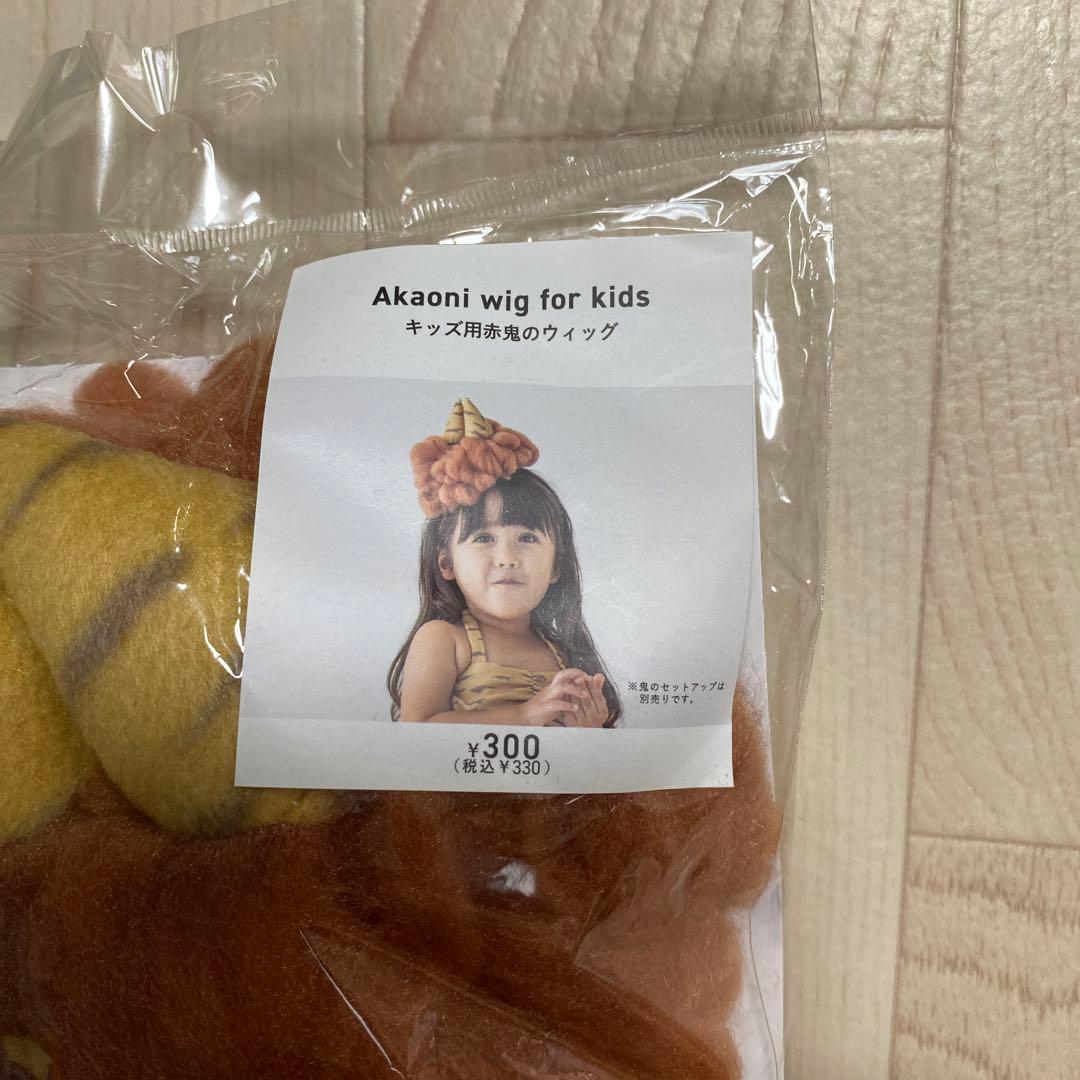 Akaoni wig for kids
キッズ用赤鬼のウィッグ
※鬼のセットアップは
別売りです。
¥300
(税込¥330)